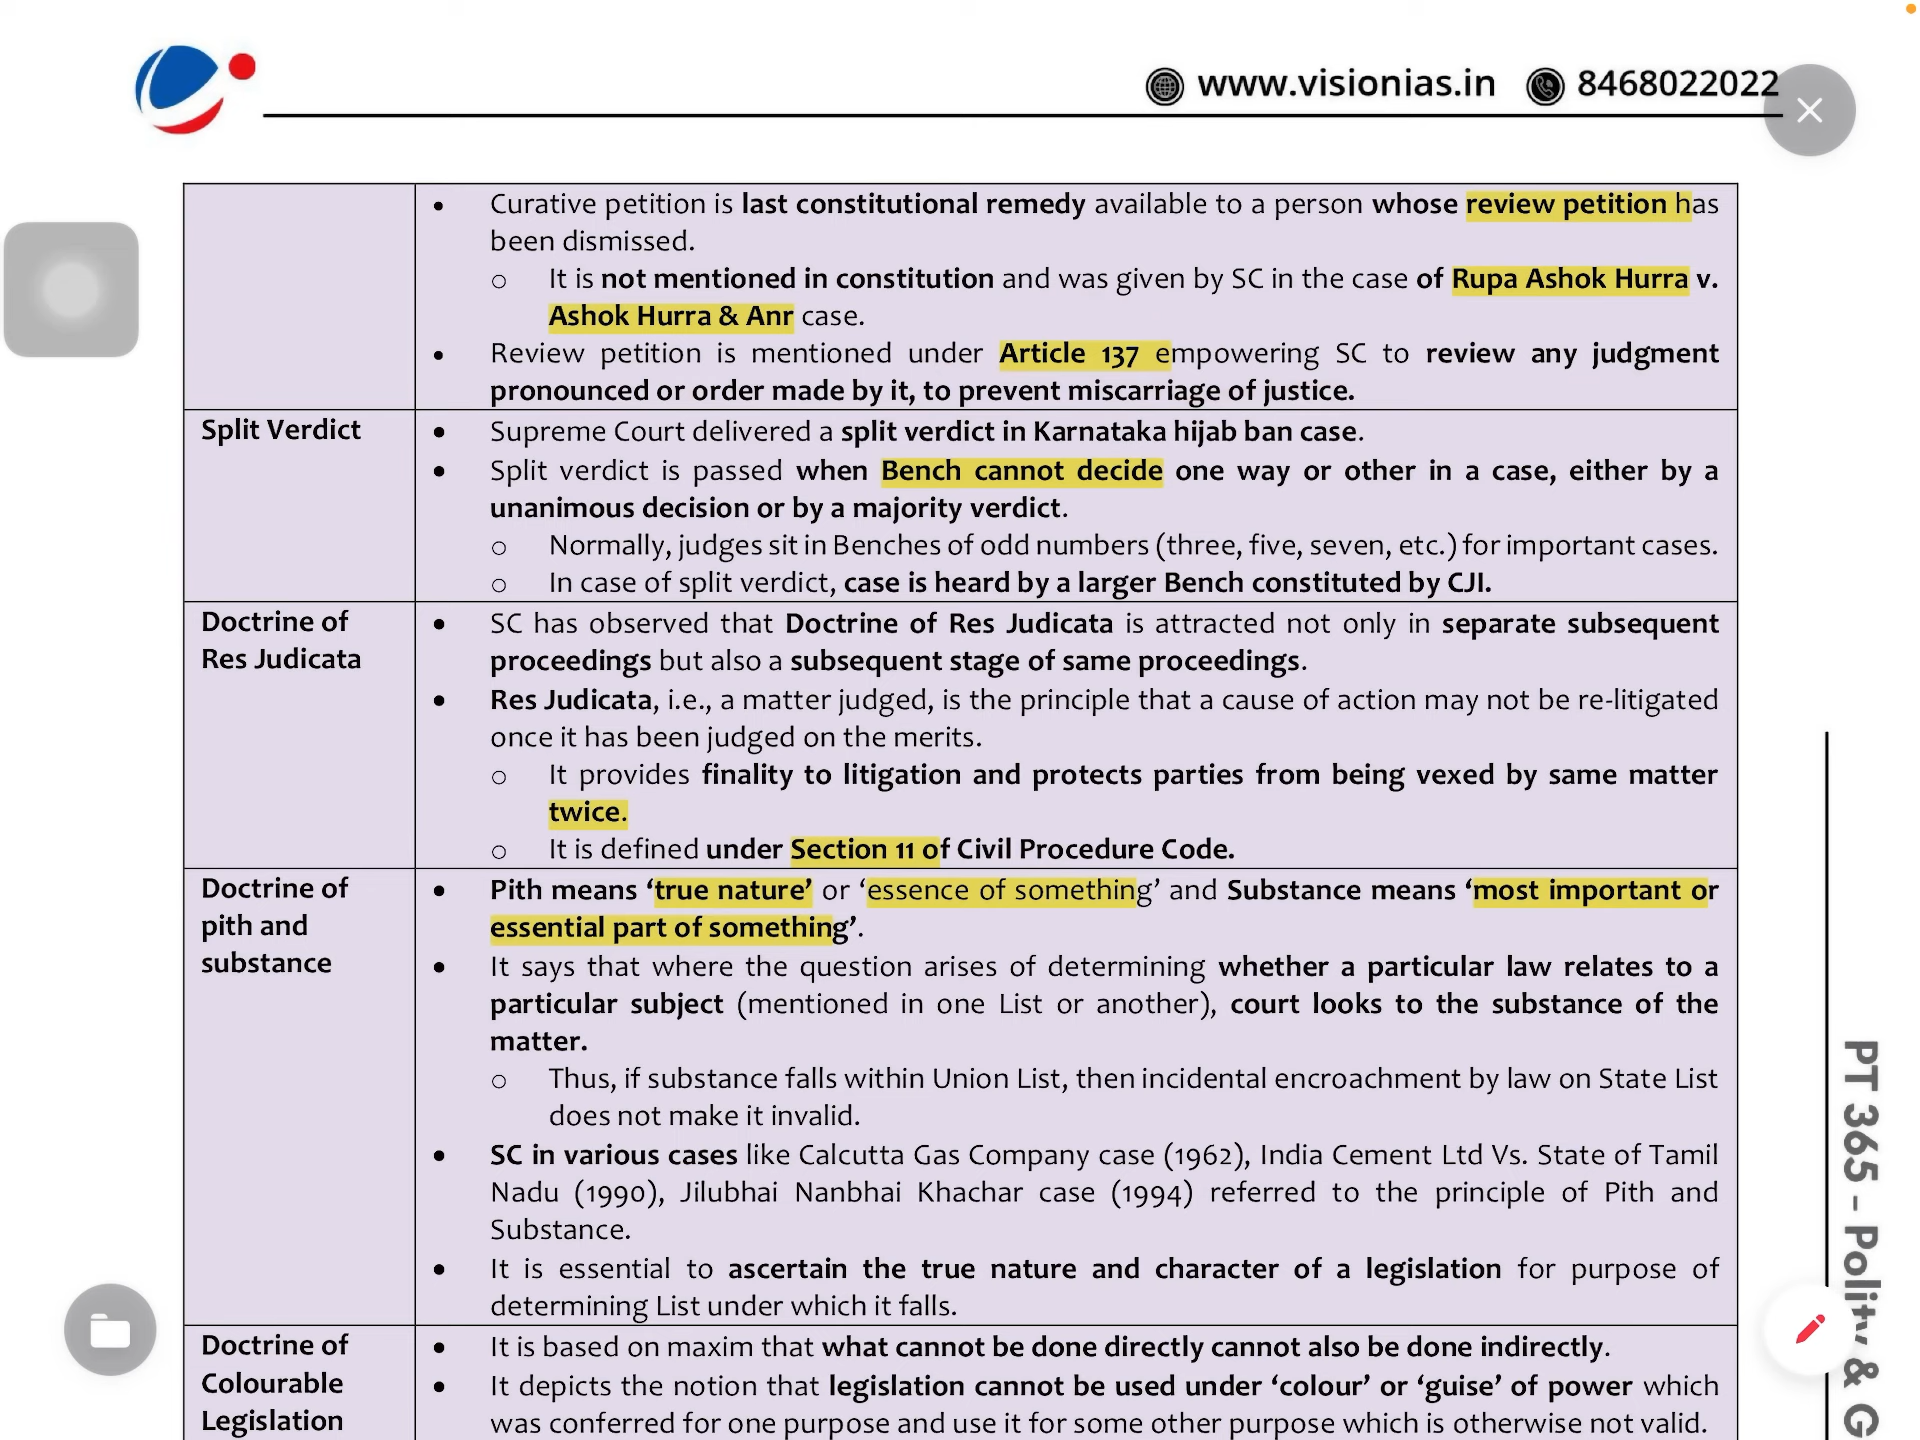 www.visionias.in 8468022022
• Curative petition is last constitutional remedy available to a person whose review petition has
been dismissed.
o It is not mentioned in constitution and was given by SC in the case of Rupa Ashok Hurra v.
Ashok Hurra & Anr case.
• Review petition is mentioned under Article 137 empowering SC to review any judgment
pronounced or order made by it, to prevent miscarriage of justice.
Split Verdict
• Supreme Court delivered a split verdict in Karnataka hijab ban case.
• Split verdict is passed when Bench cannot decide one way or other in a case, either by a
unanimous decision or by a majority verdict.
o Normally, judges sit in Benches of odd numbers (three, five, seven, etc.) for important cases.
o In case of split verdict, case is heard by a larger Bench constituted by CJI.
Doctrine of
Res Judicata
• SC has observed that Doctrine of Res Judicata is attracted not only in separate subsequent
proceedings but also a subsequent stage of same proceedings.
• Res Judicata, i.e., a matter judged, is the principle that a cause of action may not be re-litigated
once it has been judged on the merits.
o It provides finality to litigation and protects parties from being vexed by same matter
twice.
o It is defined under Section 11 of Civil Procedure Code.
Doctrine of
pith and
substance
• Pith means ‘true nature’ or ‘essence of something’ and Substance means ‘most important or
essential part of something’.
• It says that where the question arises of determining whether a particular law relates to a
particular subject (mentioned in one List or another), court looks to the substance of the
matter.
o Thus, if substance falls within Union List, then incidental encroachment by law on State List
does not make it invalid.
• SC in various cases like Calcutta Gas Company case (1962), India Cement Ltd Vs. State of Tamil
Nadu (1990), Jilubhai Nanbhai Khachar case (1994) referred to the principle of Pith and
Substance.
• It is essential to ascertain the true nature and character of a legislation for purpose of
determining List under which it falls.
Doctrine of
Colourable
Legislation
• It is based on maxim that what cannot be done directly cannot also be done indirectly.
• It depicts the notion that legislation cannot be used under ‘colour’ or ‘guise’ of power which
was conferred for one purpose and use it for some other purpose which is otherwise not valid.
PT 365 - Polity & G